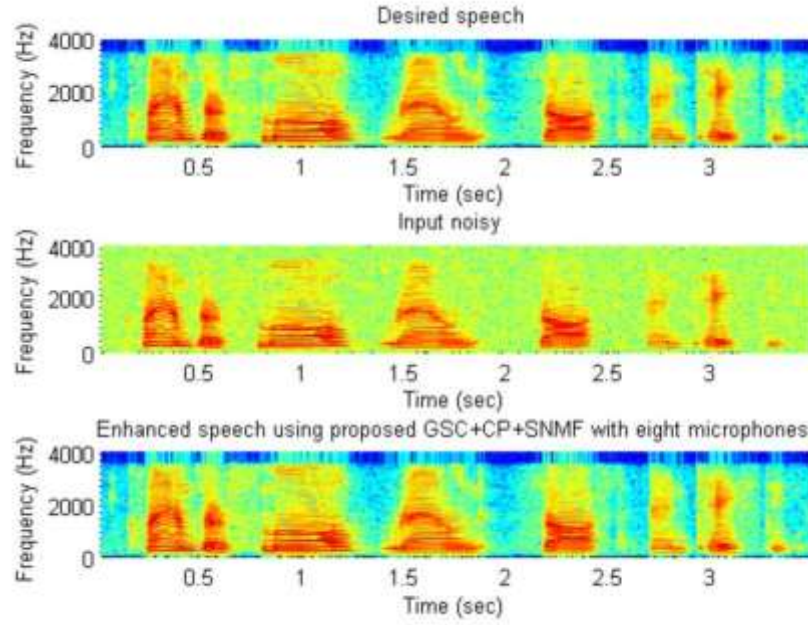 Desired speech
Frequency (Hz)
4000
2000
0
0.5 1 1.5 2 2.5 3
Time (sec)
Input noisy
Frequency (Hz)
4000
2000
0
0.5 1 1.5 2 2.5 3
Time (sec)
Enhanced speech using proposed GSC+CP+SNMF with eight microphones
Frequency (Hz)
4000
2000
0
0.5 1 1.5 2 2.5 3
Time (sec)